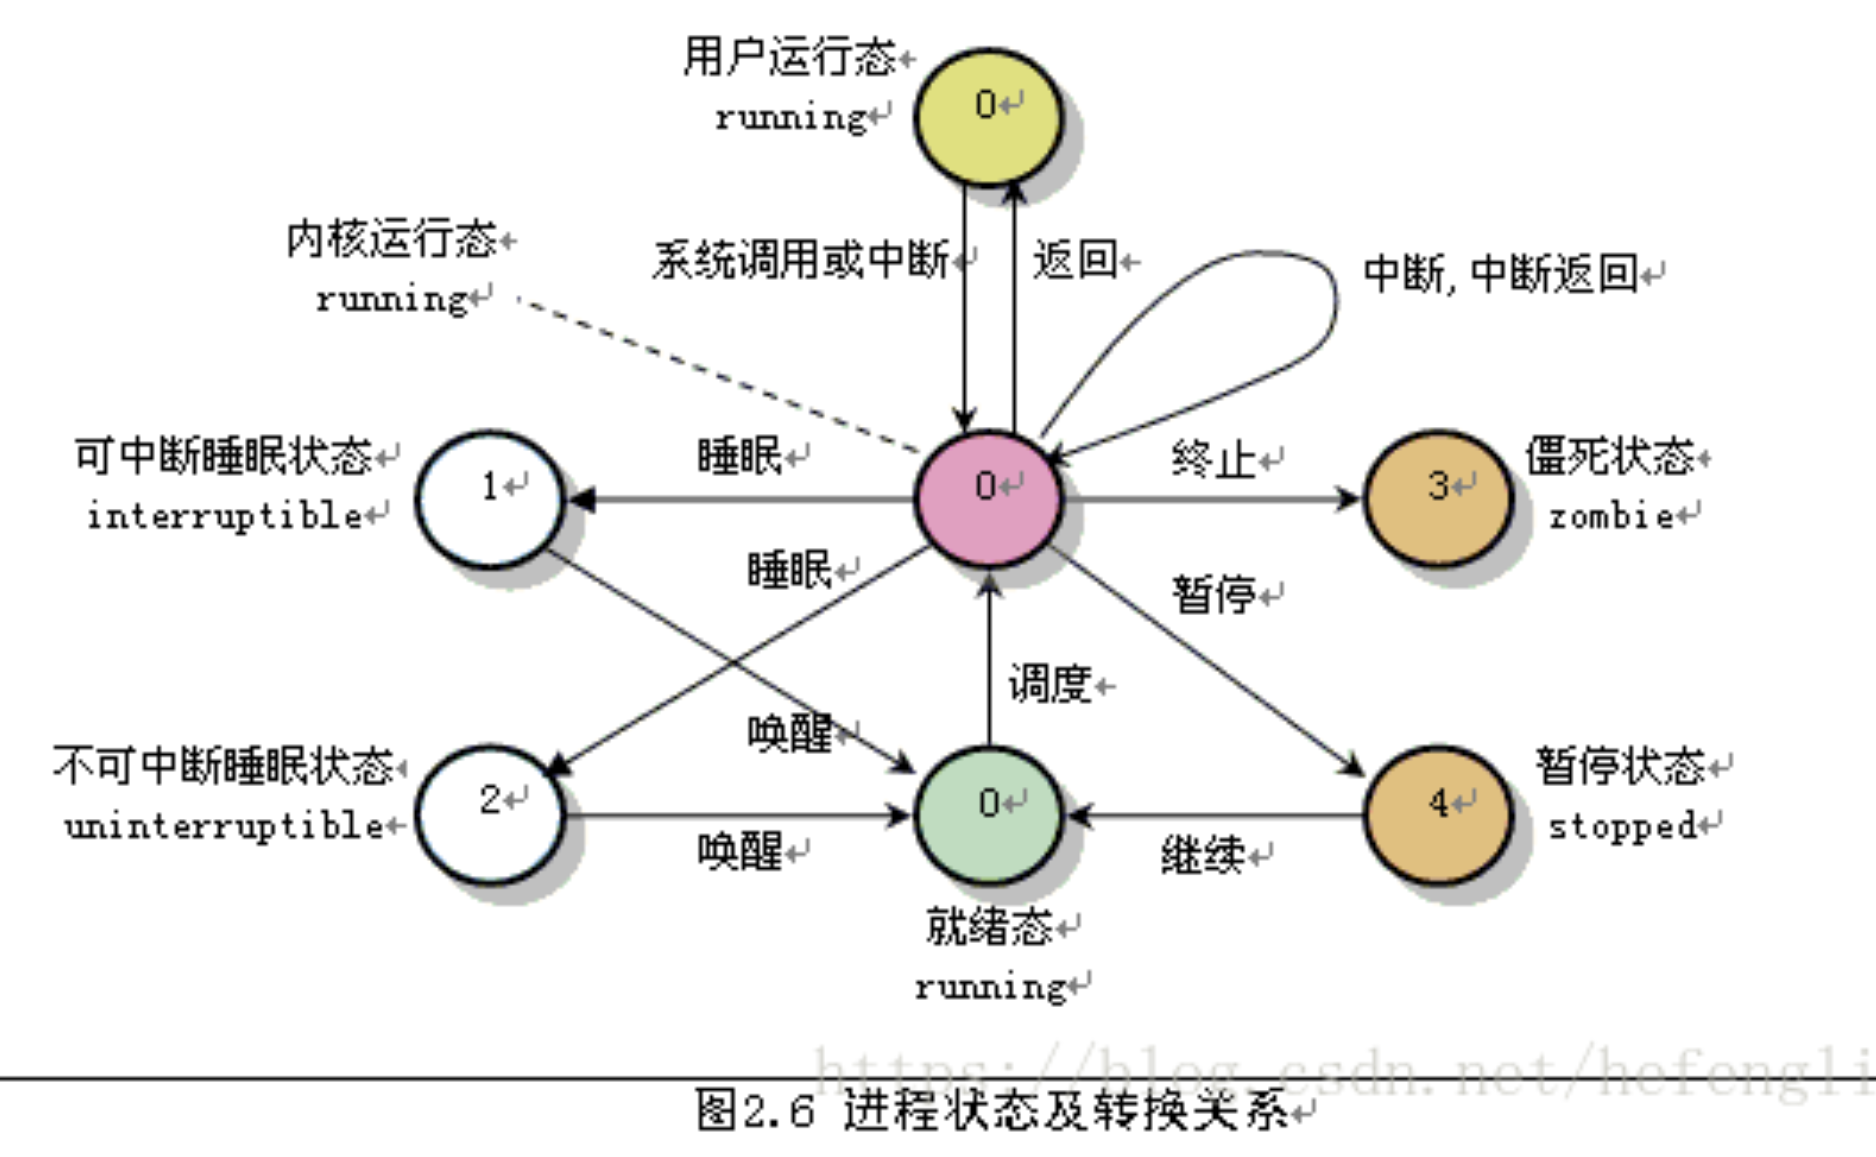 用户运行态
running
0
内核运行态
running
系统调用或中断
返回
中断,中断返回
可中断睡眠状态
interruptible
1
睡眠
0
终止
3
僵死状态
zombie
睡眠
暂停
调度
唤醒
不可中断睡眠状态
uninterruptible
2
唤醒
0
继续
4
暂停状态
stopped
就绪态
running
https://blog.csdn.net/hefengli
图2.6 进程状态及转换关系